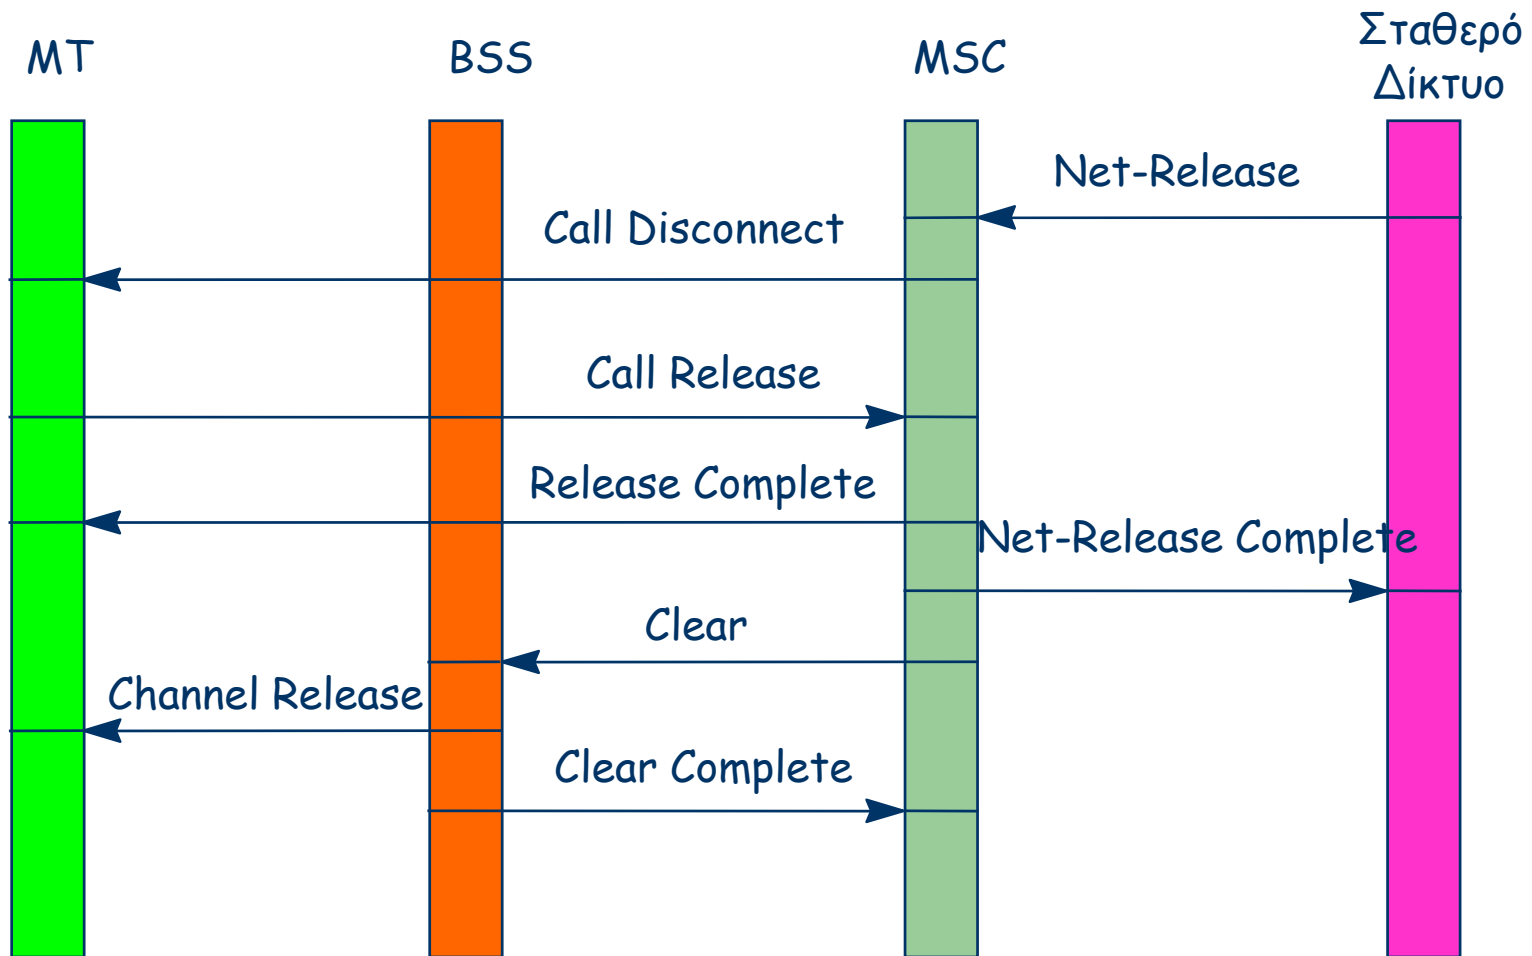 MT
BSS
MSC
Σταθερό
Δίκτυο
Net-Release
Call Disconnect
Call Release
Release Complete
Net-Release Complete
Clear
Channel Release
Clear Complete